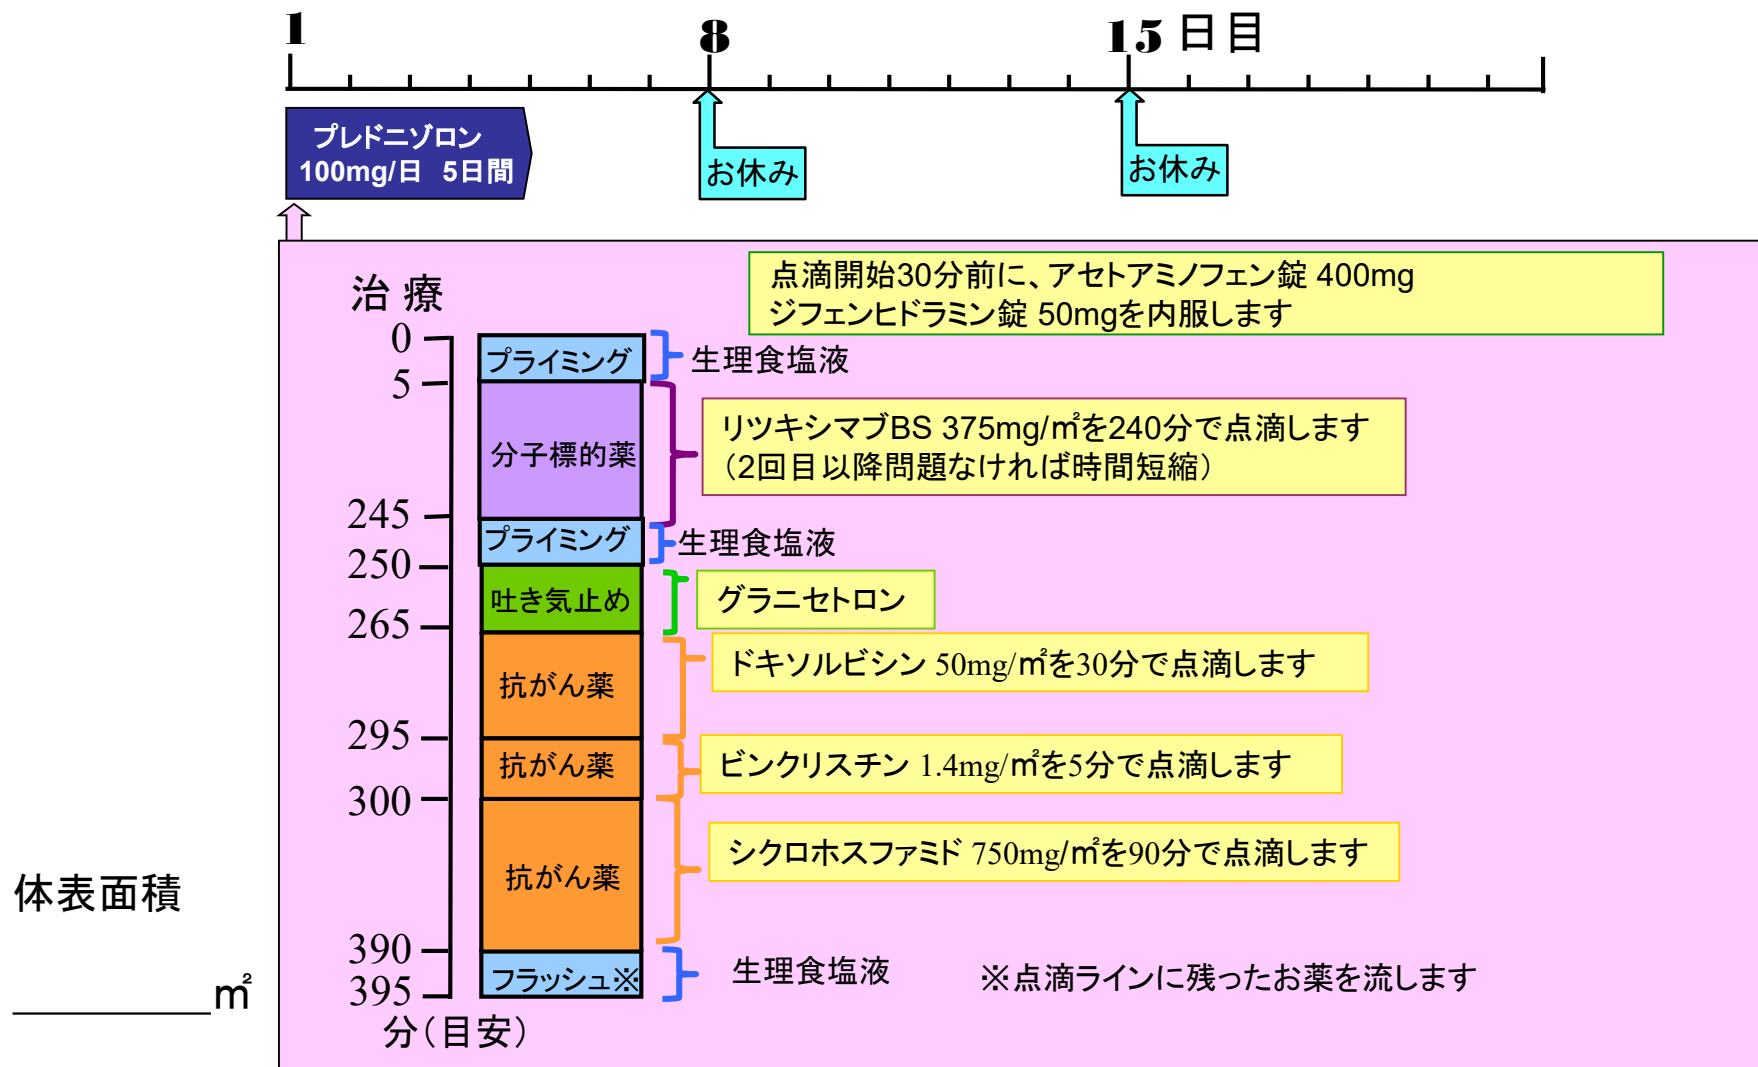 1
8
15 日目
プレドニゾロン
100mg/日 5日間
お休み
お休み
治 療
点滴開始30分前に、アセトアミノフェン錠 400mg
ジフェンヒドラミン錠 50mgを内服します
0
プライミング
生理食塩液
5
分子標的薬
リツキシマブBS 375mg/㎡を240分で点滴します
（2回目以降問題なければ時間短縮）
245
プライミング
生理食塩液
250
吐き気止め
グラニセトロン
265
抗がん薬
ドキソルビシン 50mg/㎡を30分で点滴します
295
抗がん薬
ビンクリスチン 1.4mg/㎡を5分で点滴します
300
抗がん薬
シクロホスファミド 750mg/㎡を90分で点滴します
390
フラッシュ※
生理食塩液
※点滴ラインに残ったお薬を流します
395
分（目安）
体表面積
㎡